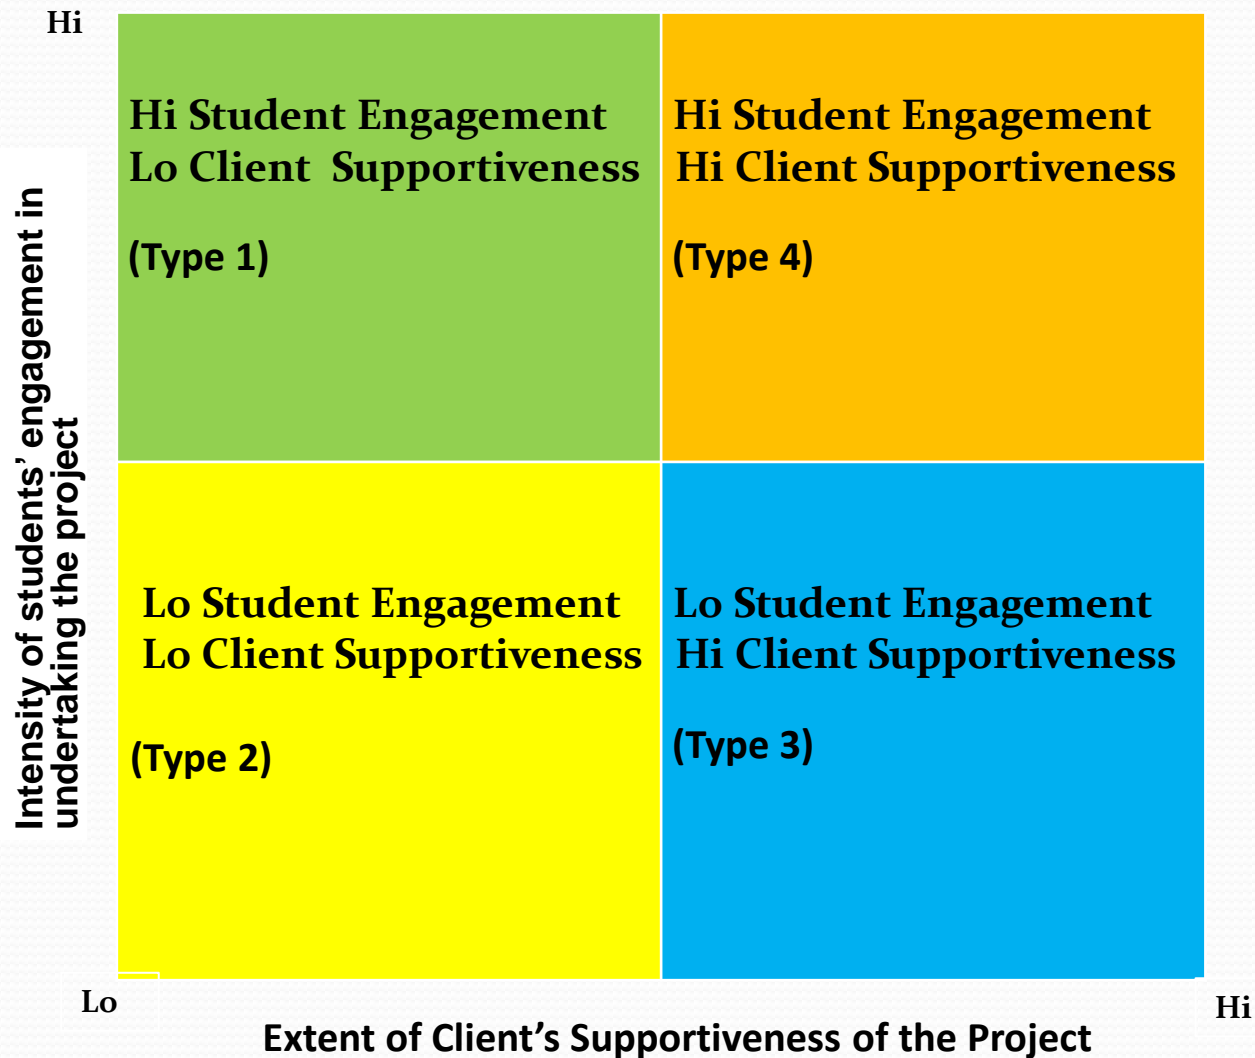 Hi
Hi Student Engagement
Lo Client Supportiveness
(Type 1)
Hi Student Engagement
Hi Client Supportiveness
(Type 4)
Intensity of students’ engagement in
undertaking the project
Lo Student Engagement
Lo Client Supportiveness
(Type 2)
Lo Student Engagement
Hi Client Supportiveness
(Type 3)
Lo
Hi
Extent of Client’s Supportiveness of the Project